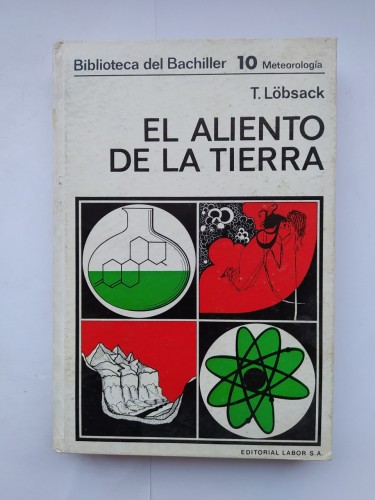 Biblioteca del Bachiller 10 Meteorología
T. Löbsack
EL ALIENTO
DE LA TIERRA
EDITORIAL LABOR S.A.